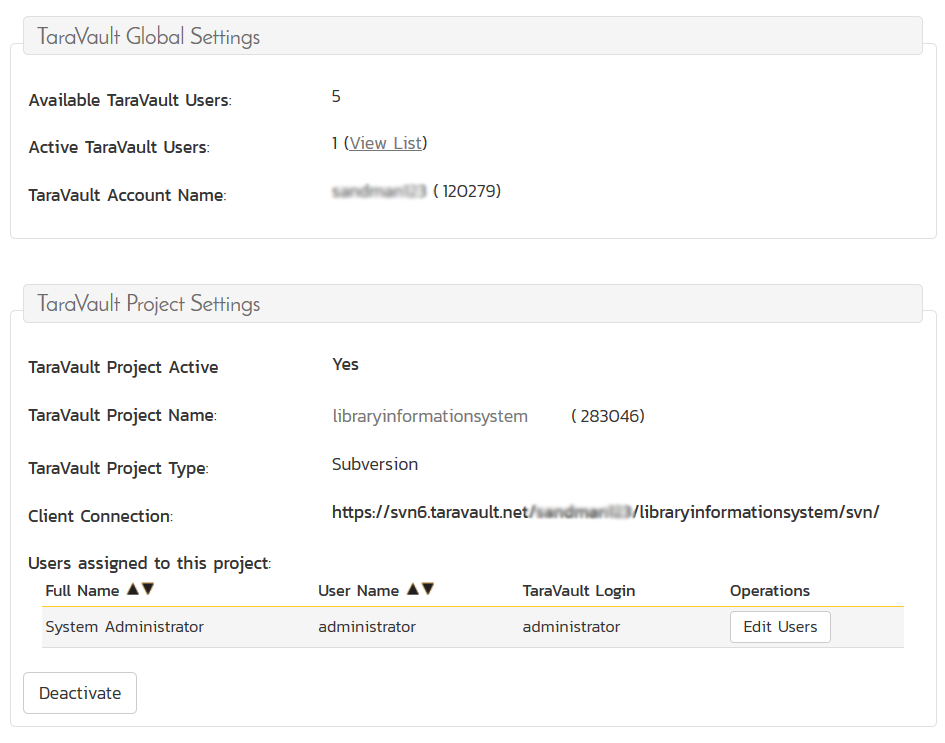 TaraVault Global Settings
Available TaraVault Users: 5
Active TaraVault Users: 1 (View List)
TaraVault Account Name: (120279)
TaraVault Project Settings
TaraVault Project Active Yes
TaraVault Project Name: libraryinformationsystem (283046)
TaraVault Project Type: Subversion
Client Connection: https://svn6.taravault.net/ /libraryinformationsystem/svn/
Users assigned to this project:
Full Name ▲▼ User Name ▲▼ TaraVault Login Operations
System Administrator administrator administrator Edit Users
Deactivate